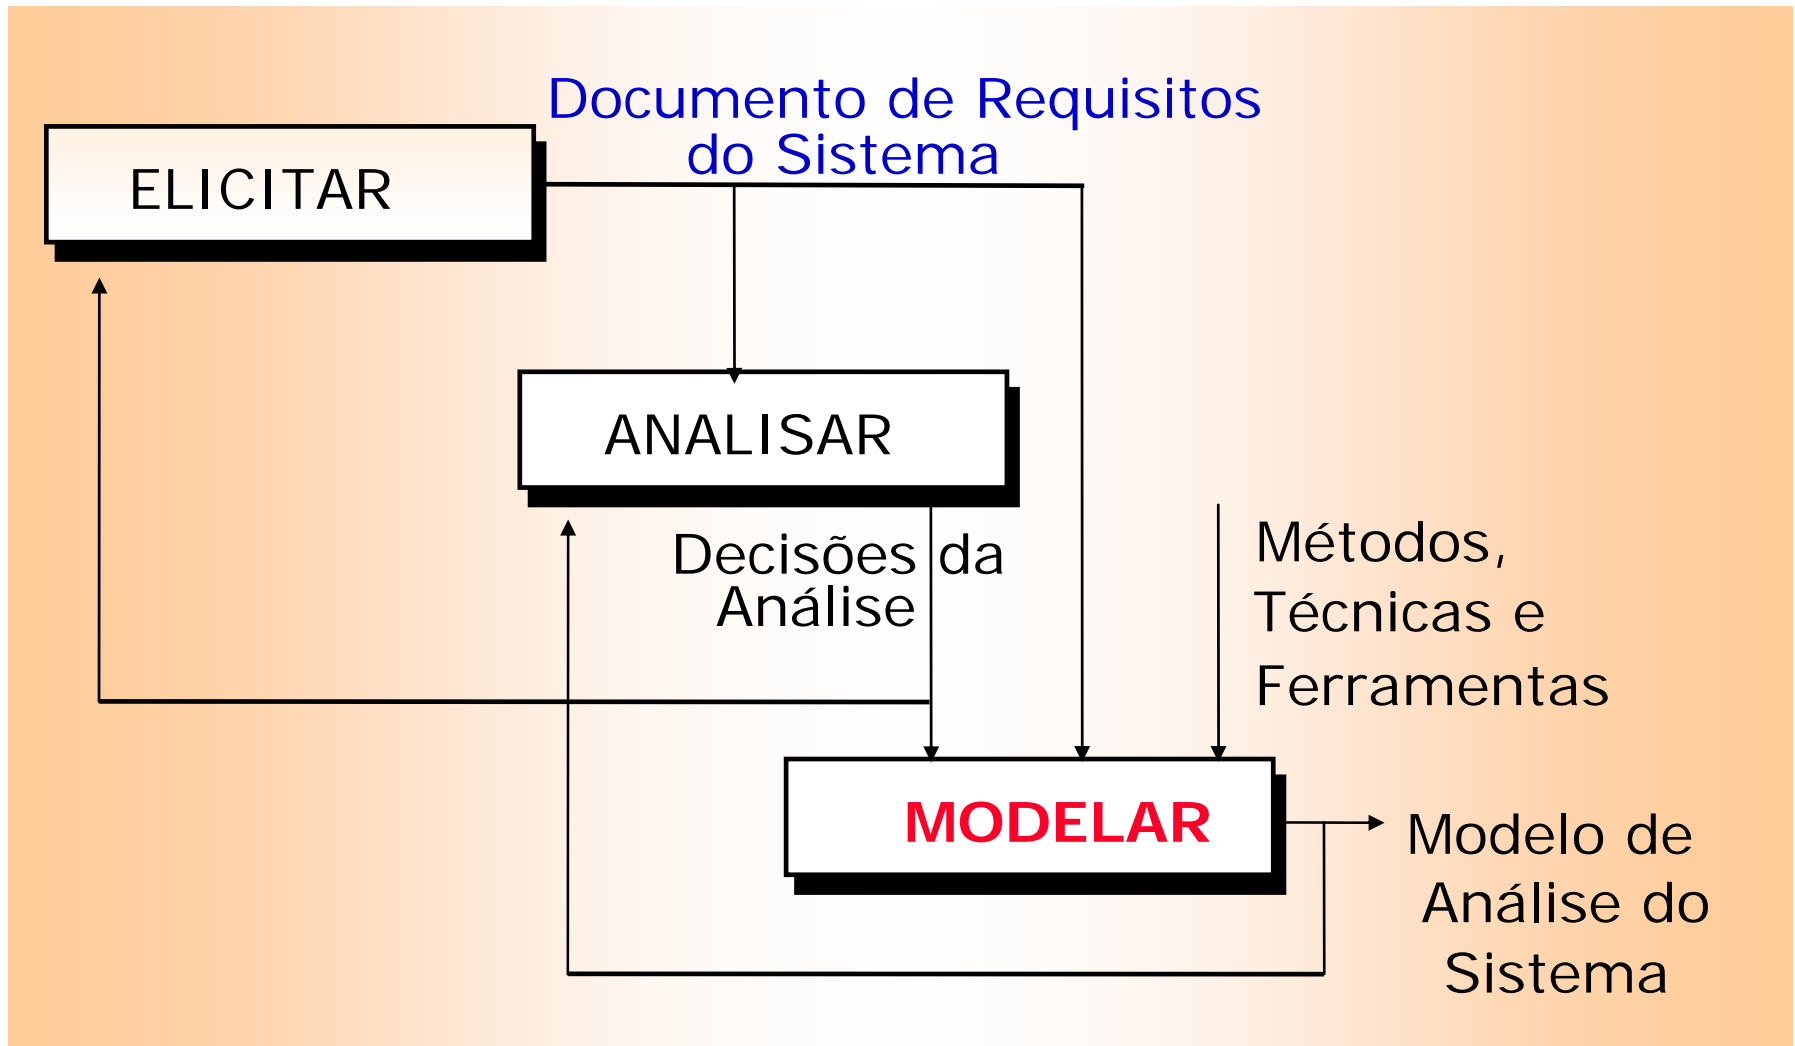 Documento de Requisitos
do Sistema
ELICITAR
ANALISAR
Decisões da
Análise
Métodos,
Técnicas e
Ferramentas
MODELAR
Modelo de
Análise do
Sistema